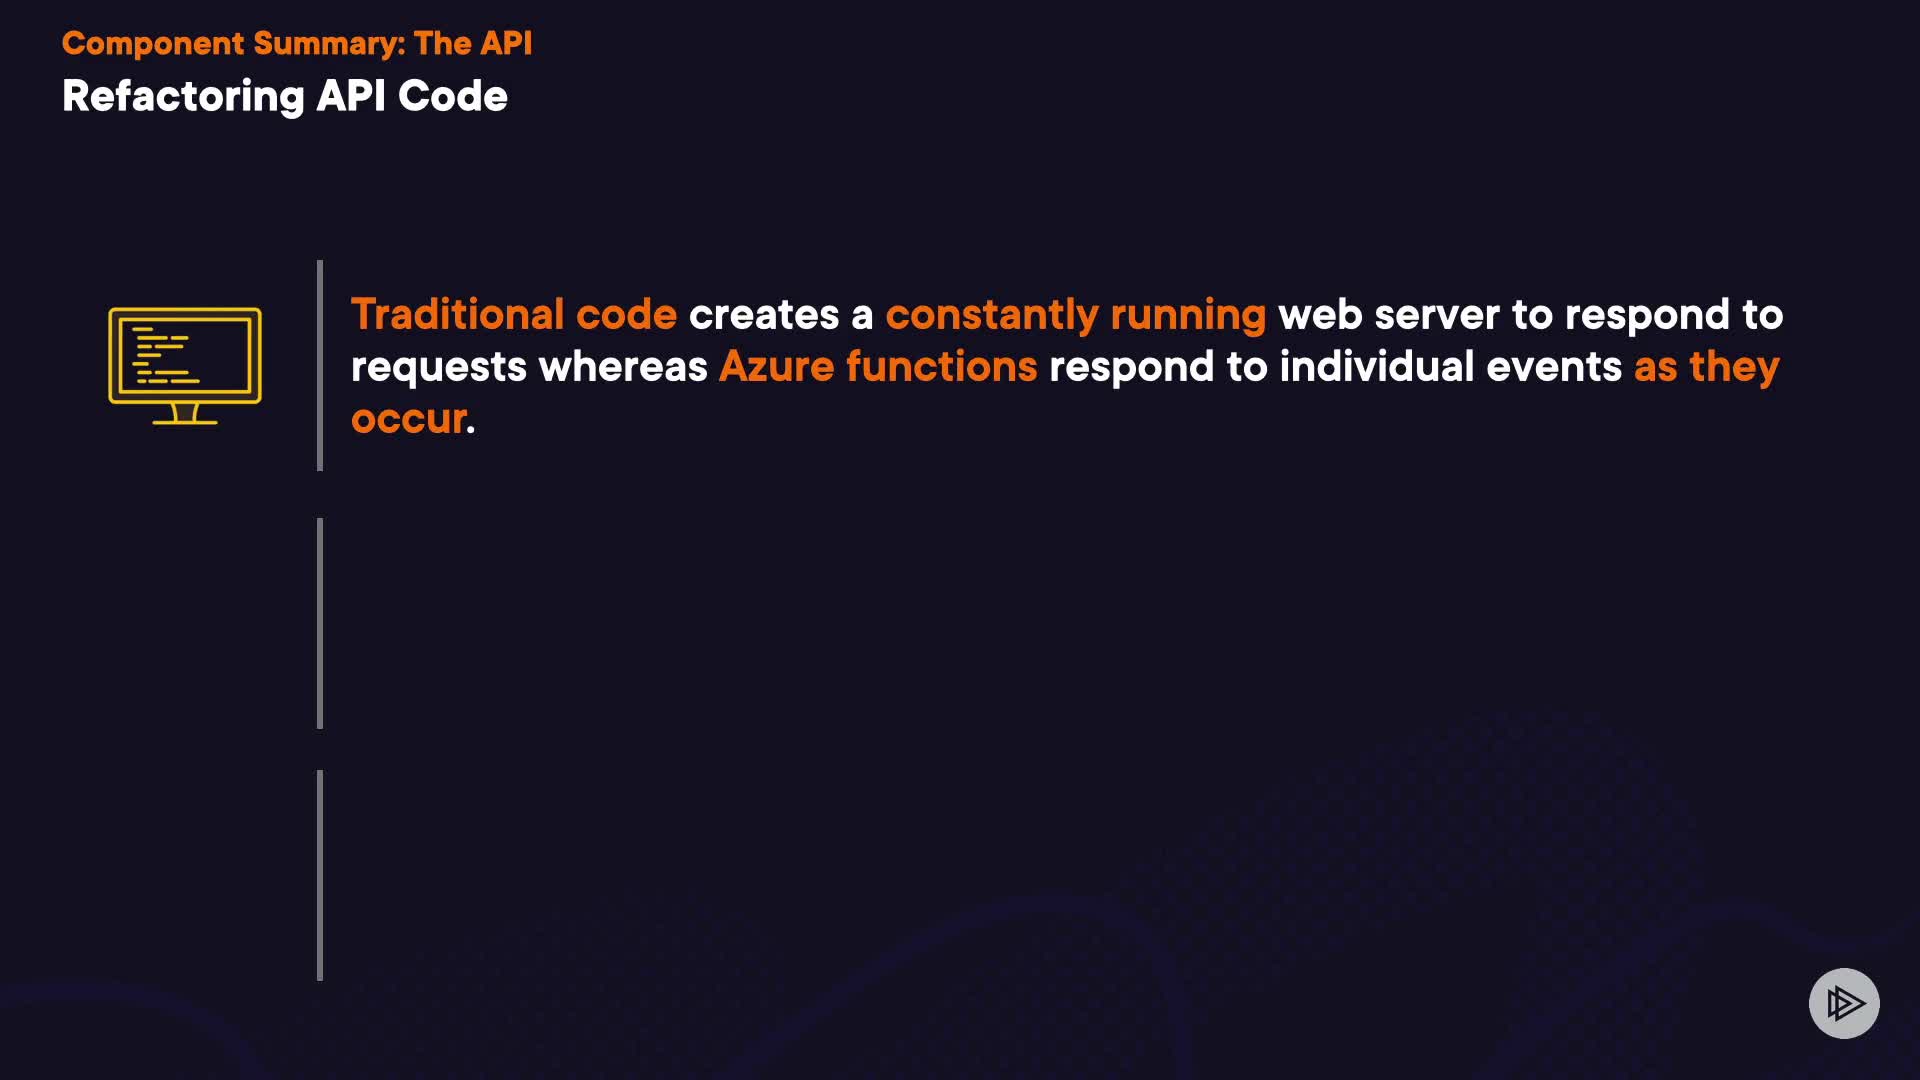 Component Summary: The API
Refactoring API Code
Traditional code creates a constantly running web server to respond to
requests whereas Azure functions respond to individual events as they
occur.